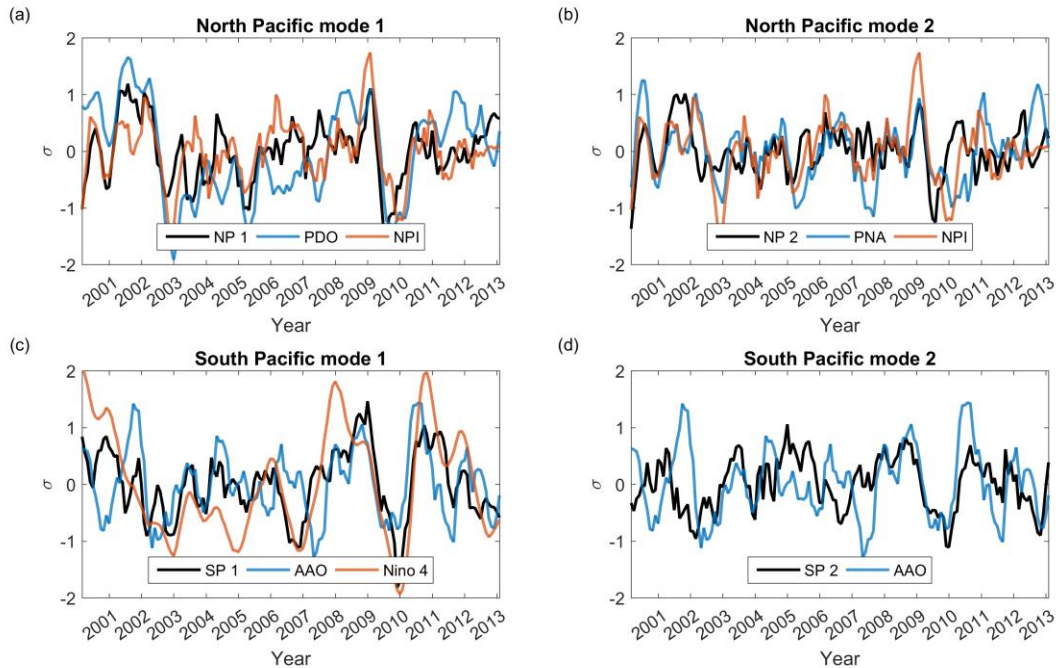 (a)
North Pacific mode 1
2
1
0
-1
-2
σ
NP 1 PDO NPI
2001 2002 2003 2004 2005 2006 2007 2008 2009 2010 2011 2012 2013
Year
(b)
North Pacific mode 2
2
1
0
-1
-2
σ
NP 2 PNA NPI
2001 2002 2003 2004 2005 2006 2007 2008 2009 2010 2011 2012 2013
Year
(c)
South Pacific mode 1
2
1
0
-1
-2
σ
SP 1 AAO Nino 4
2001 2002 2003 2004 2005 2006 2007 2008 2009 2010 2011 2012 2013
Year
(d)
South Pacific mode 2
2
1
0
-1
-2
σ
SP 2 AAO
2001 2002 2003 2004 2005 2006 2007 2008 2009 2010 2011 2012 2013
Year